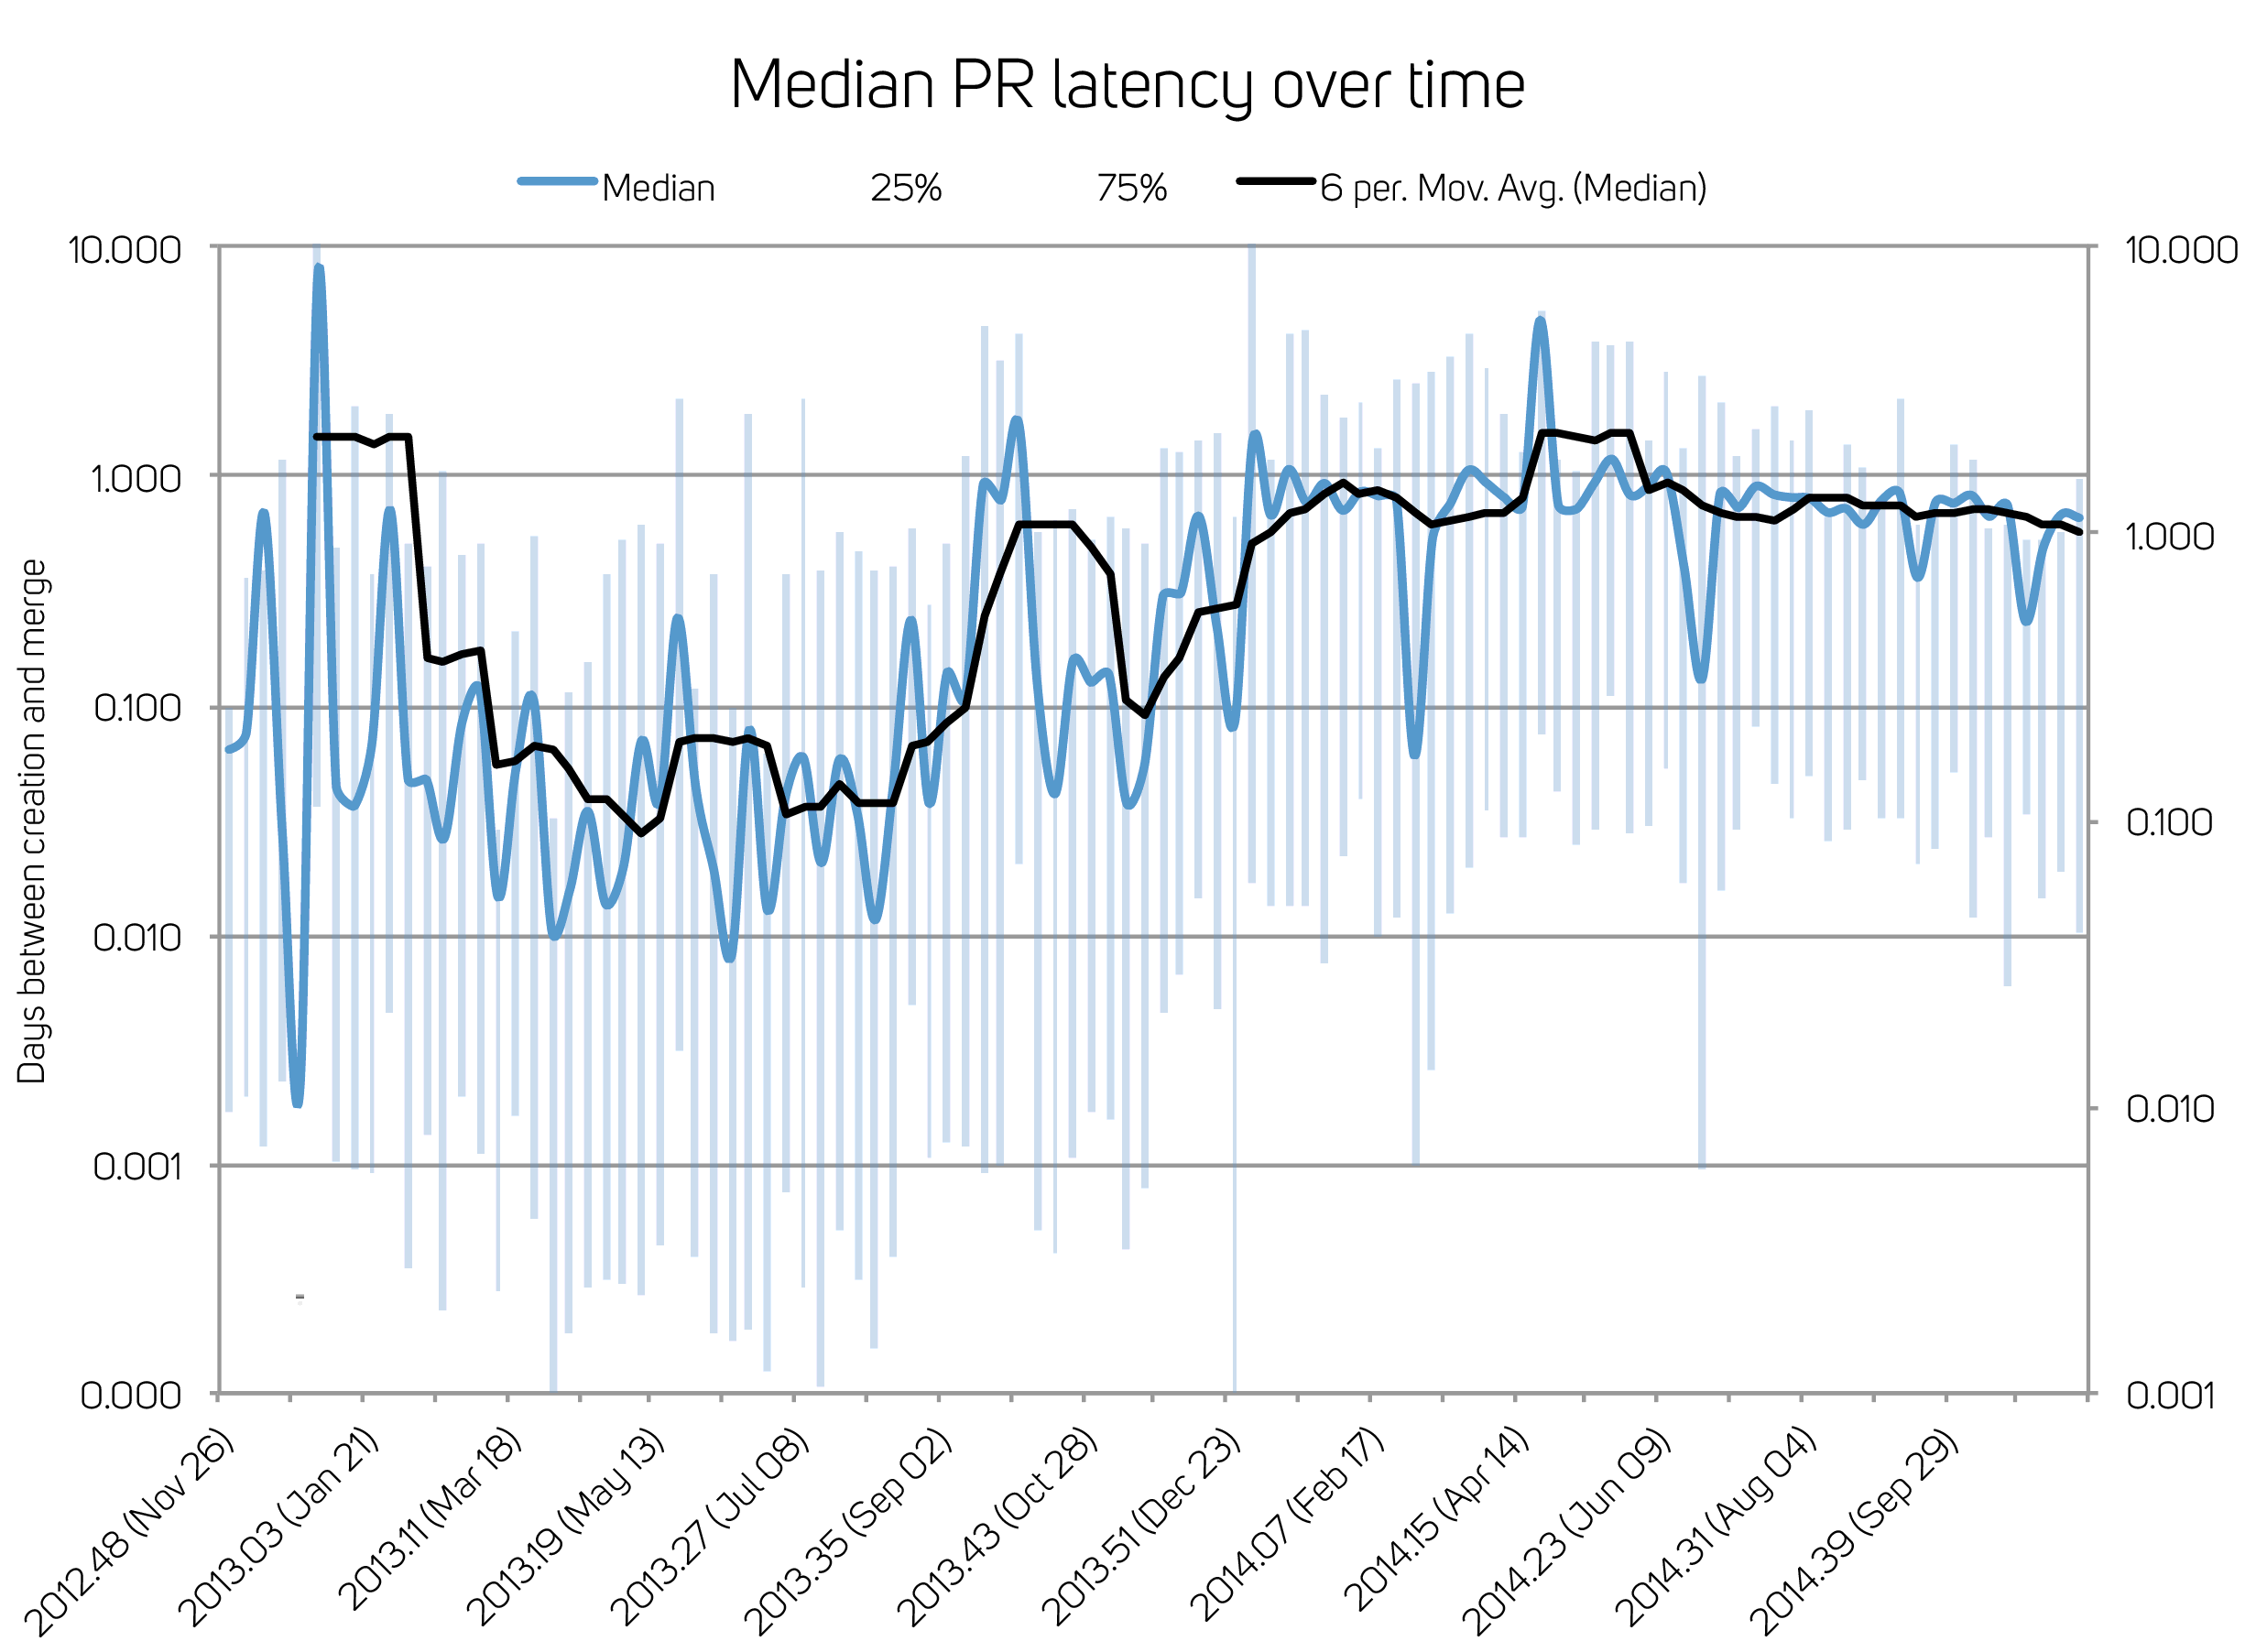 Median PR latency over time
Median 25% 75% 6 per. Mov. Avg. (Median)
Days between creation and merge
10.000
1.000
0.100
0.010
0.001
0.000
10.000
1.000
0.100
0.010
0.001
2012.48 (Nov 26)
2013.03 (Jan 21)
2013.11 (Mar 18)
2013.19 (May 13)
2013.27 (Jul 08)
2013.35 (Sep 02)
2013.43 (Oct 28)
2013.51 (Dec 23)
2014.07 (Feb 17)
2014.15 (Apr 14)
2014.23 (Jun 09)
2014.31 (Aug 04)
2014.39 (Sep 29)